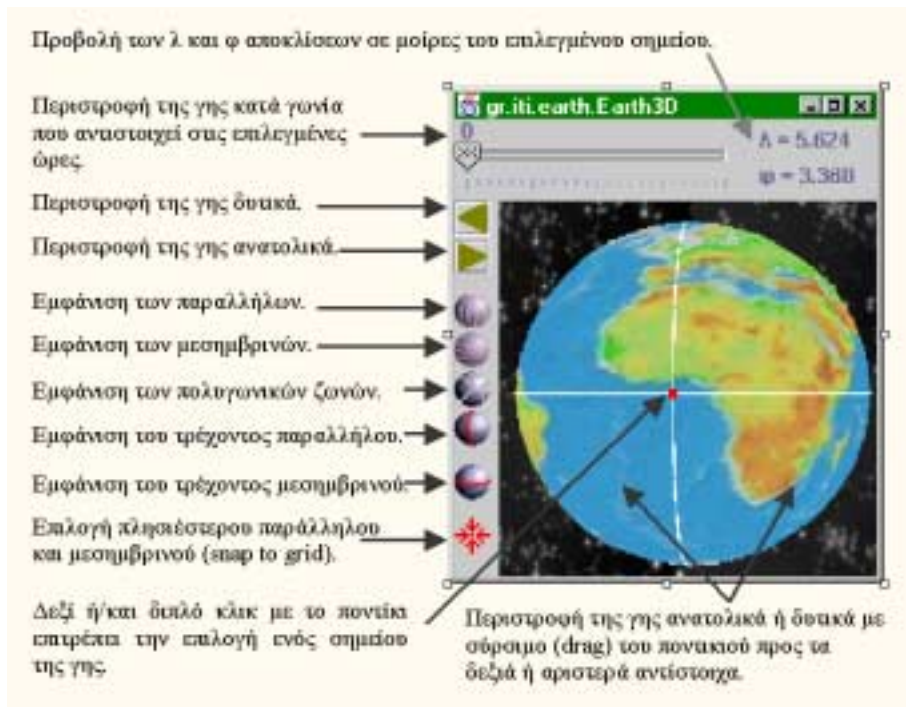 Προβολή των λ και φ αποκλίσεων σε μοίρες του επιλεγμένου σημείου.
Περιστροφή της γης κατά γωνία
που αντιστοιχεί στις επιλεγμένες
ώρες.
Περιστροφή της γης δυτικά.
Περιστροφή της γης ανατολικά.
Εμφάνιση των παραλλήλων.
Εμφάνιση των μεσημβρινών.
Εμφάνιση των πολυγωνικών ζωνών.
Εμφάνιση του τρέχοντος παραλλήλου.
Εμφάνιση του τρέχοντος μεσημβρινού.
Επιλογή πλησιέστερου παράλληλου
και μεσημβρινού (snap to grid).
Δεξί ή/και διπλό κλικ με το ποντίκι
επιτρέπει την επιλογή ενός σημείου
της γης.
gr.iti.earth.Earth3D
0
λ = 5.624
φ = 3.380
Περιστροφή της γης ανατολικά ή δυτικά με
σύρσιμο (drag) του ποντικιού προς τα
δεξιά ή αριστερά αντίστοιχα.